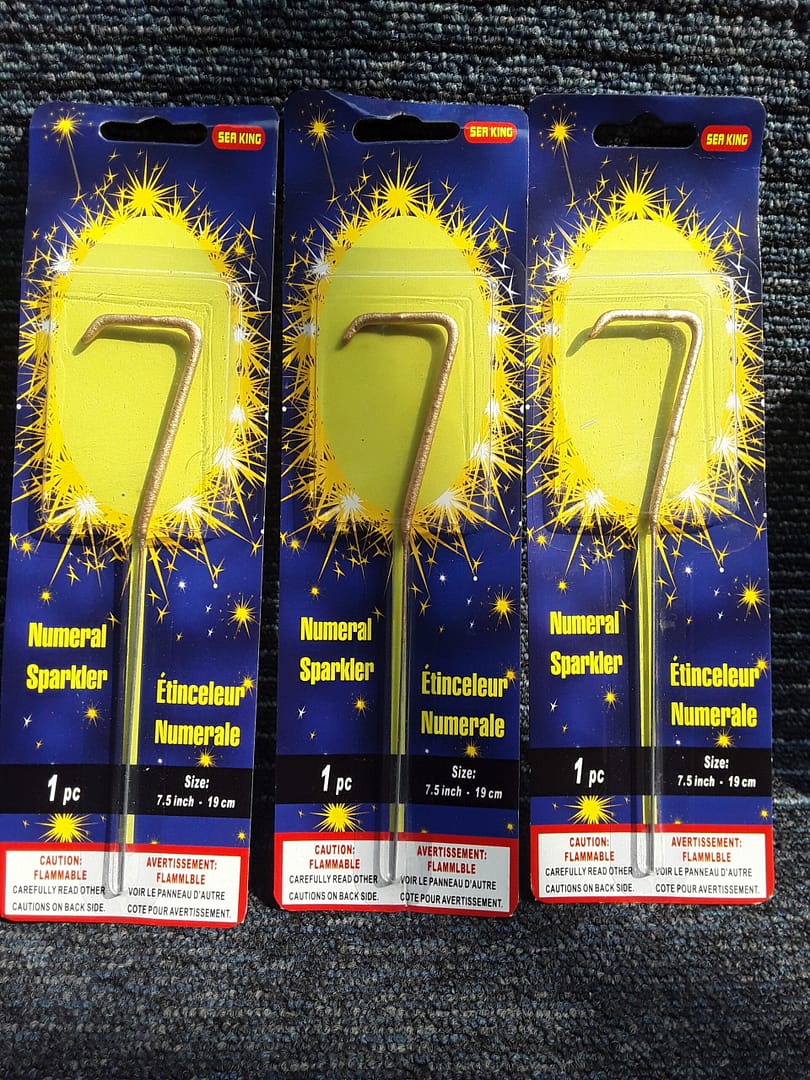 SEA KING
Numeral
Sparkler
Étinceleur
Numerale
1 pc
Size:
7.5 inch - 19 cm
CAUTION:
FLAMMABLE
CAREFULLY READ OTHER
CAUTIONS ON BACK SIDE.
AVERTISSEMENT:
FLAMMLBLE
VOIR LE PANNEAU D'AUTRE
COTE POUR AVERTISSEMENT.
SEA KING
Numeral
Sparkler
Étinceleur
Numerale
1 pc
Size:
7.5 inch - 19 cm
CAUTION:
FLAMMABLE
CAREFULLY READ OTHER
CAUTIONS ON BACK SIDE.
AVERTISSEMENT:
FLAMMLBLE
VOIR LE PANNEAU D'AUTRE
COTE POUR AVERTISSEMENT.
SEA KING
Numeral
Sparkler
Étinceleur
Numerale
1 pc
Size:
7.5 inch - 19 cm
CAUTION:
FLAMMABLE
CAREFULLY READ OTHER
CAUTIONS ON BACK SIDE.
AVERTISSEMENT:
FLAMMLBLE
VOIR LE PANNEAU D'AUTRE
COTE POUR AVERTISSEMENT.